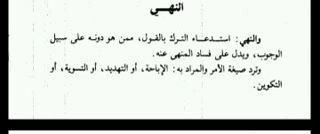 النهي
والنهي : استدعاء الترك بالقول، ممن هو دونه على سبيل
الوجوب، ويدل على فساد المنهى عنه .
وترد صيغة الأمر والمراد به : الإباحة، أو التهديد، أو التسوية، أو
التكوين .